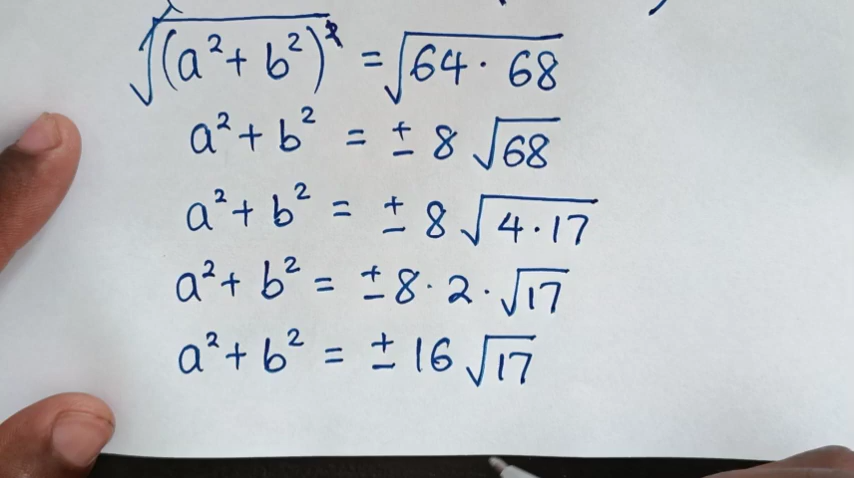 √(a² + b²)² = √64 · 68
a² + b² = ± 8 √68
a² + b² = ± 8 √4 · 17
a² + b² = ± 8 · 2 · √17
a² + b² = ± 16 √17